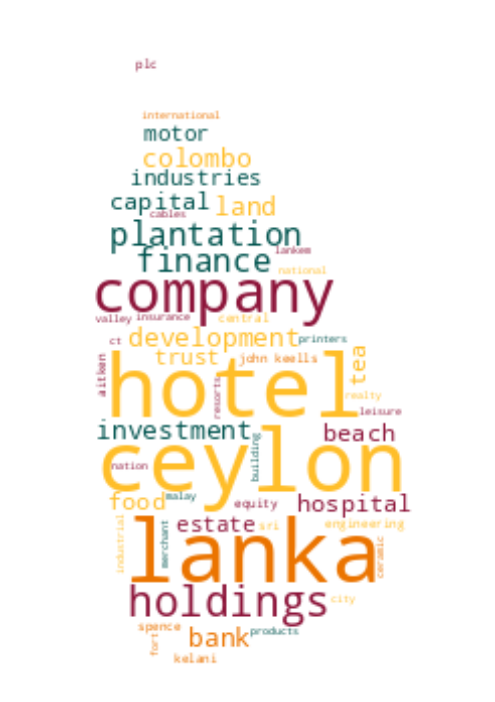 plc
international
motor
colombo
industries
capital land
cables
plantation
lankem
finance
national
company
valley insurance central
development printers
ct
trust john keells
tea
aitken
hotel
resorts
realty
leisure
investment
beach
building
ceylon
nation
malay
food equity hospital
estate sri engineering
industrial
merchant
lanka
ceramic
holdings city
spence
bank products
fort
kelani